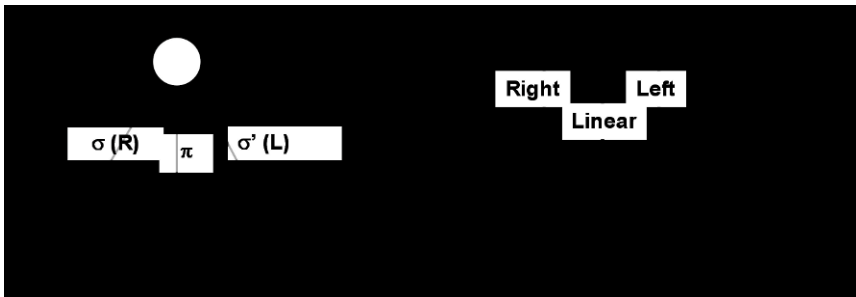 Right Left
Linear
σ (R) π σ' (L)